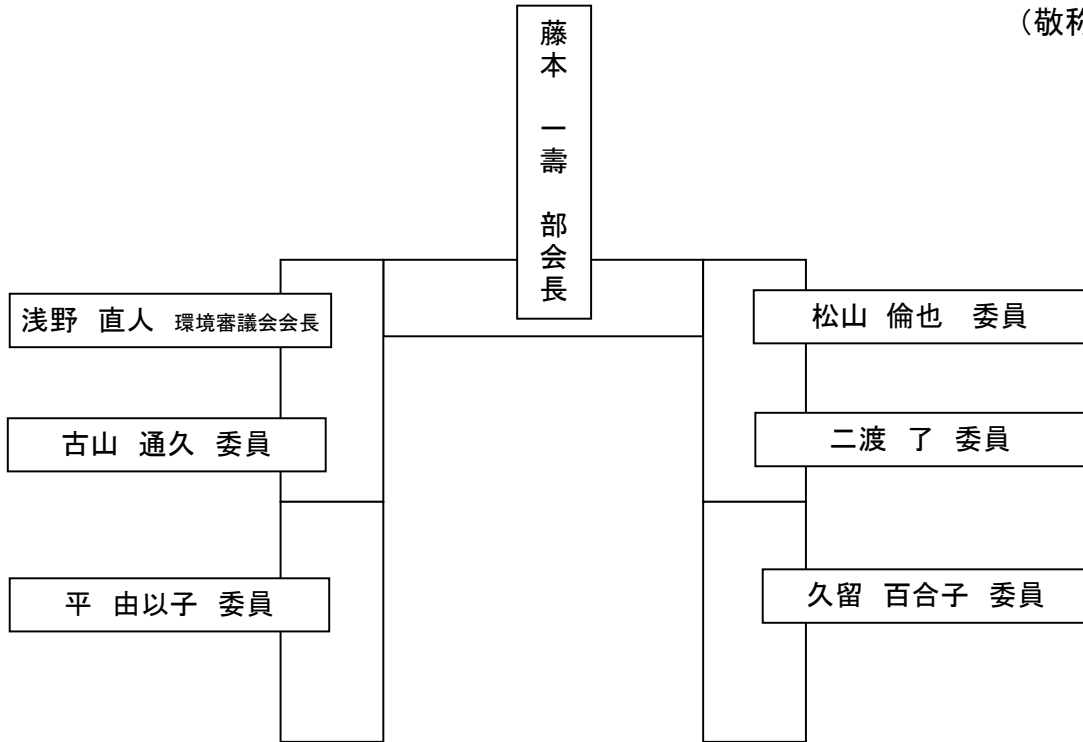 （敬称
藤本 一壽 部会長
浅野 直人 環境審議会会長
松山 倫也 委員
古山 通久 委員
二渡 了 委員
平 由以子 委員
久留 百合子 委員